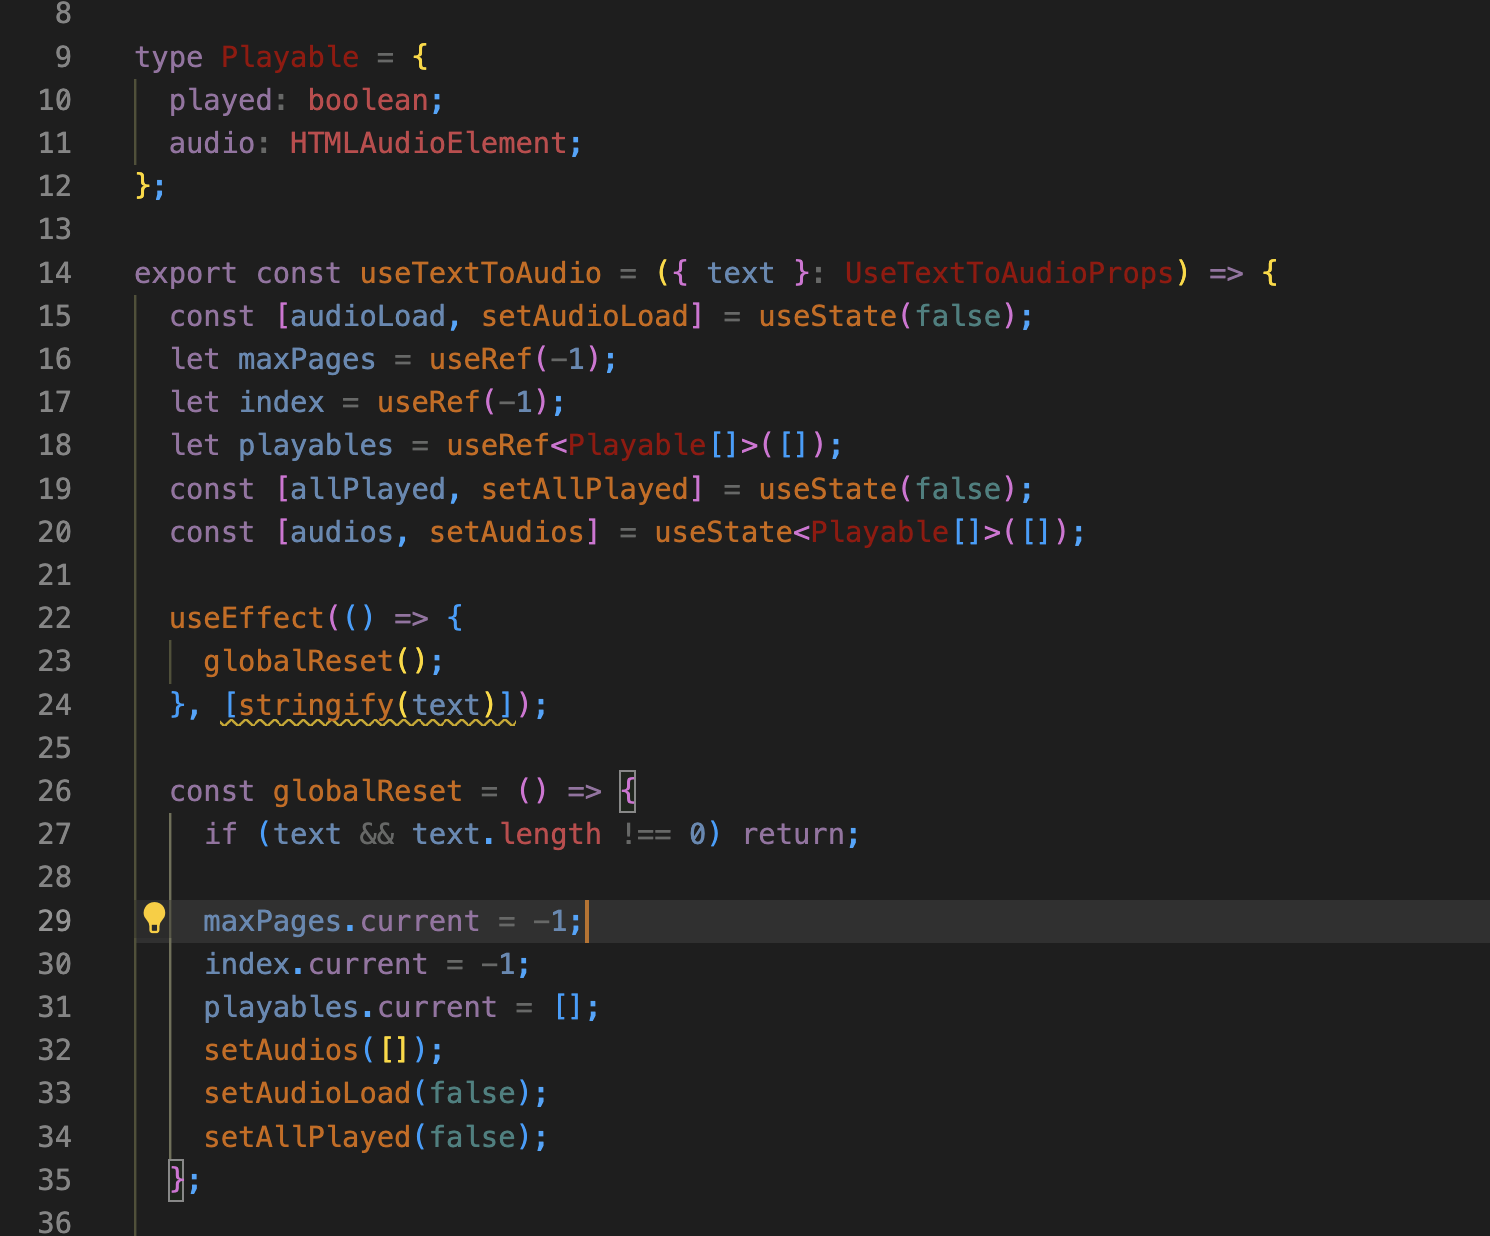 8
9 type Playable = {
10 played: boolean;
11 audio: HTMLAudioElement;
12 };
13
14 export const useTextToAudio = ({ text }: UseTextToAudioProps) => {
15 const [audioLoad, setAudioLoad] = useState(false);
16 let maxPages = useRef(-1);
17 let index = useRef(-1);
18 let playables = useRef<Playable[]>([]);
19 const [allPlayed, setAllPlayed] = useState(false);
20 const [audios, setAudios] = useState<Playable[]>([]);
21
22 useEffect(() => {
23 globalReset();
24 }, [stringify(text)]);
25
26 const globalReset = () => {
27 if (text && text.length !== 0) return;
28
29 maxPages.current = -1;
30 index.current = -1;
31 playables.current = [];
32 setAudios([]);
33 setAudioLoad(false);
34 setAllPlayed(false);
35 };
36